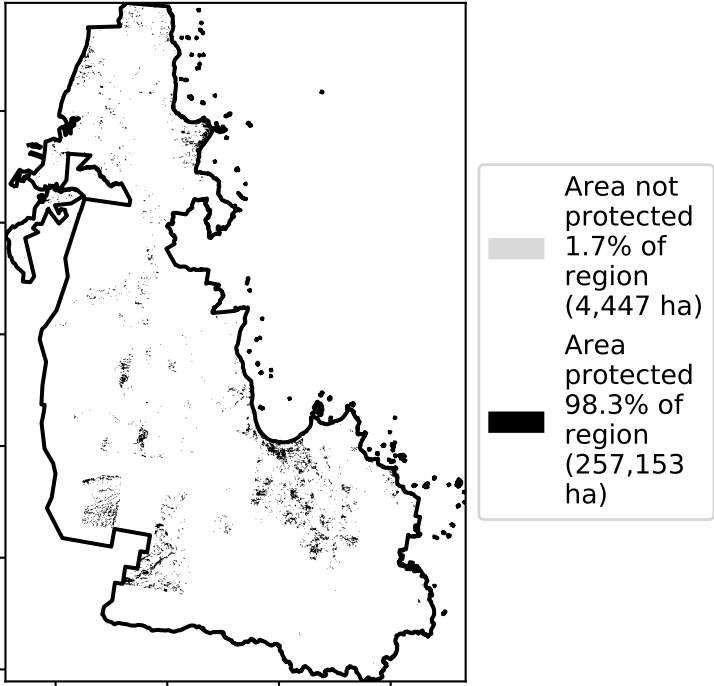 Area not
protected
1.7% of
region
(4,447 ha)
Area
protected
98.3% of
region
(257,153
ha)